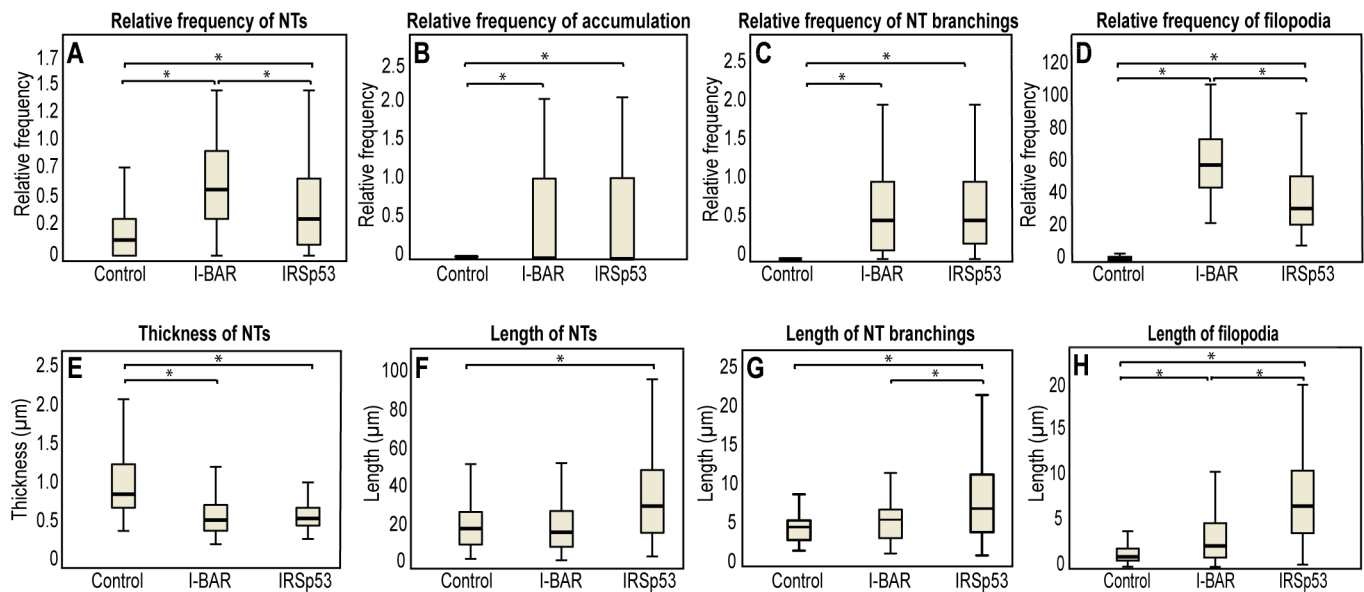 Relative frequency of NTs
A
Relative frequency
1.7
1.5
1.2
1.0
0.7
0.5
0.2
0
*
*
*
Control
I-BAR
IRSp53
Relative frequency of accumulation
B
Relative frequency
2.5
2.0
1.5
1.0
0.5
0
*
*
Control
I-BAR
IRSp53
Relative frequency of NT branchings
C
Relative frequency
2.5
2.0
1.5
1.0
0.5
0
*
*
Control
I-BAR
IRSp53
Relative frequency of filopodia
D
Relative frequency
120
100
80
60
40
20
0
*
*
*
Control
I-BAR
IRSp53
Thickness of NTs
E
Thickness (μm)
2.5
2.0
1.5
1.0
0.5
0
*
*
Control
I-BAR
IRSp53
Length of NTs
F
Length (μm)
100
80
60
40
20
0
*
Control
I-BAR
IRSp53
Length of NT branchings
G
Length (μm)
25
20
15
10
5
0
*
*
Control
I-BAR
IRSp53
Length of filopodia
H
Length (μm)
20
15
10
5
0
*
*
*
Control
I-BAR
IRSp53